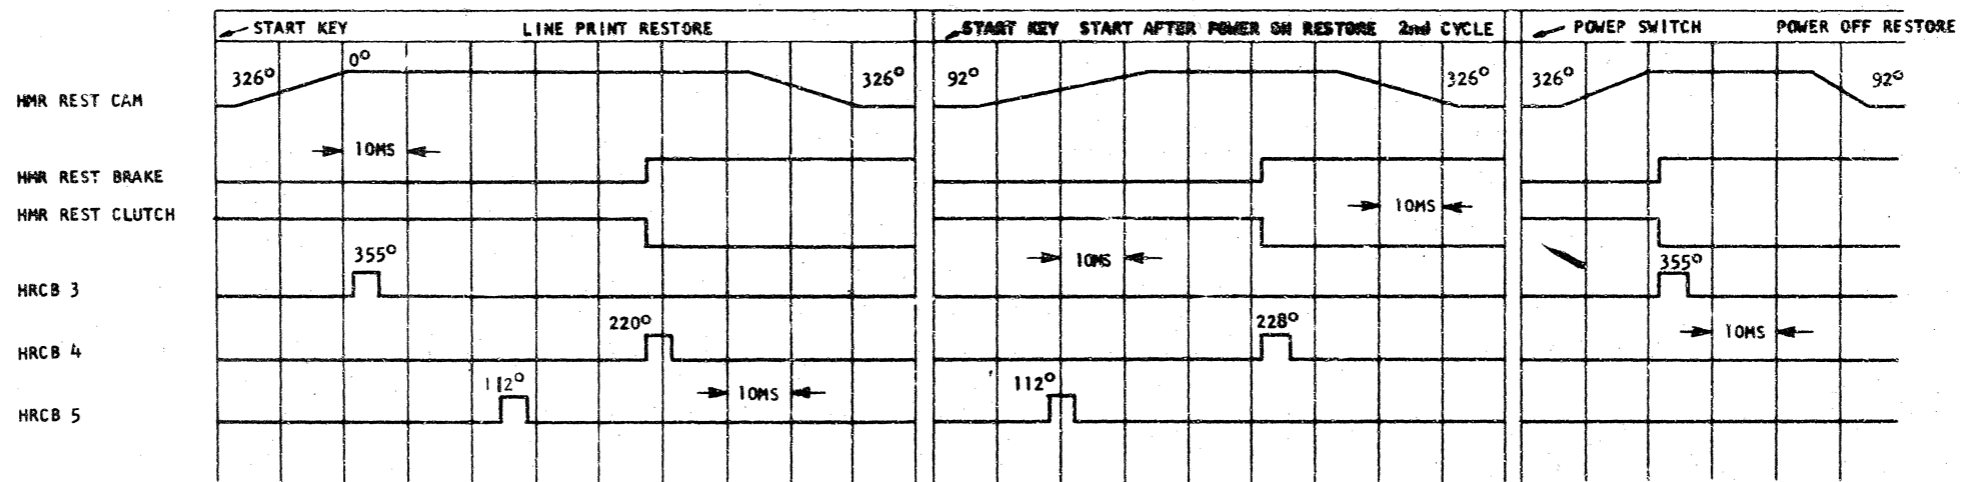 START KEY LINE PRINT RESTORE START KEY START AFTER POWER ON RESTORE 2nd CYCLE POWEP SWITCH POWER OFF RESTORE
0°
326° 326° 92° 326° 326° 92°
HMR REST CAM
10MS
HMR REST BRAKE
HMR REST CLUTCH 10MS
355° 10MS 355°
HRCB 3
220° 228° 10MS
HRCB 4
112° 10MS 112°
HRCB 5